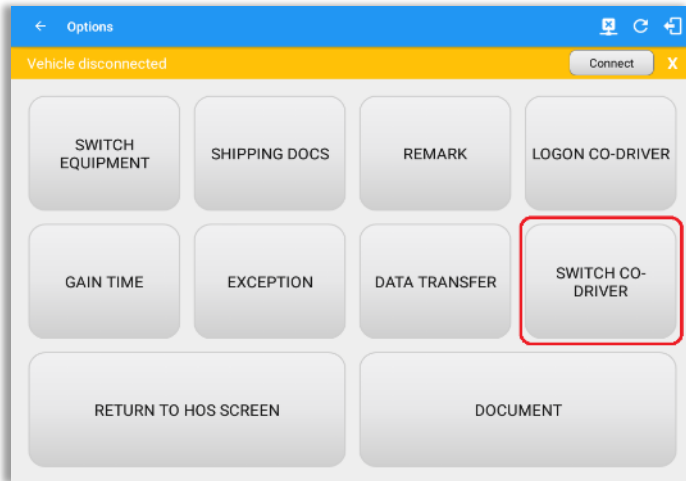 Options
Vehicle disconnected
Connect
X
SWITCH
EQUIPMENT
SHIPPING DOCS
REMARK
LOGON CO-DRIVER
GAIN TIME
EXCEPTION
DATA TRANSFER
SWITCH CO-
DRIVER
RETURN TO HOS SCREEN
DOCUMENT